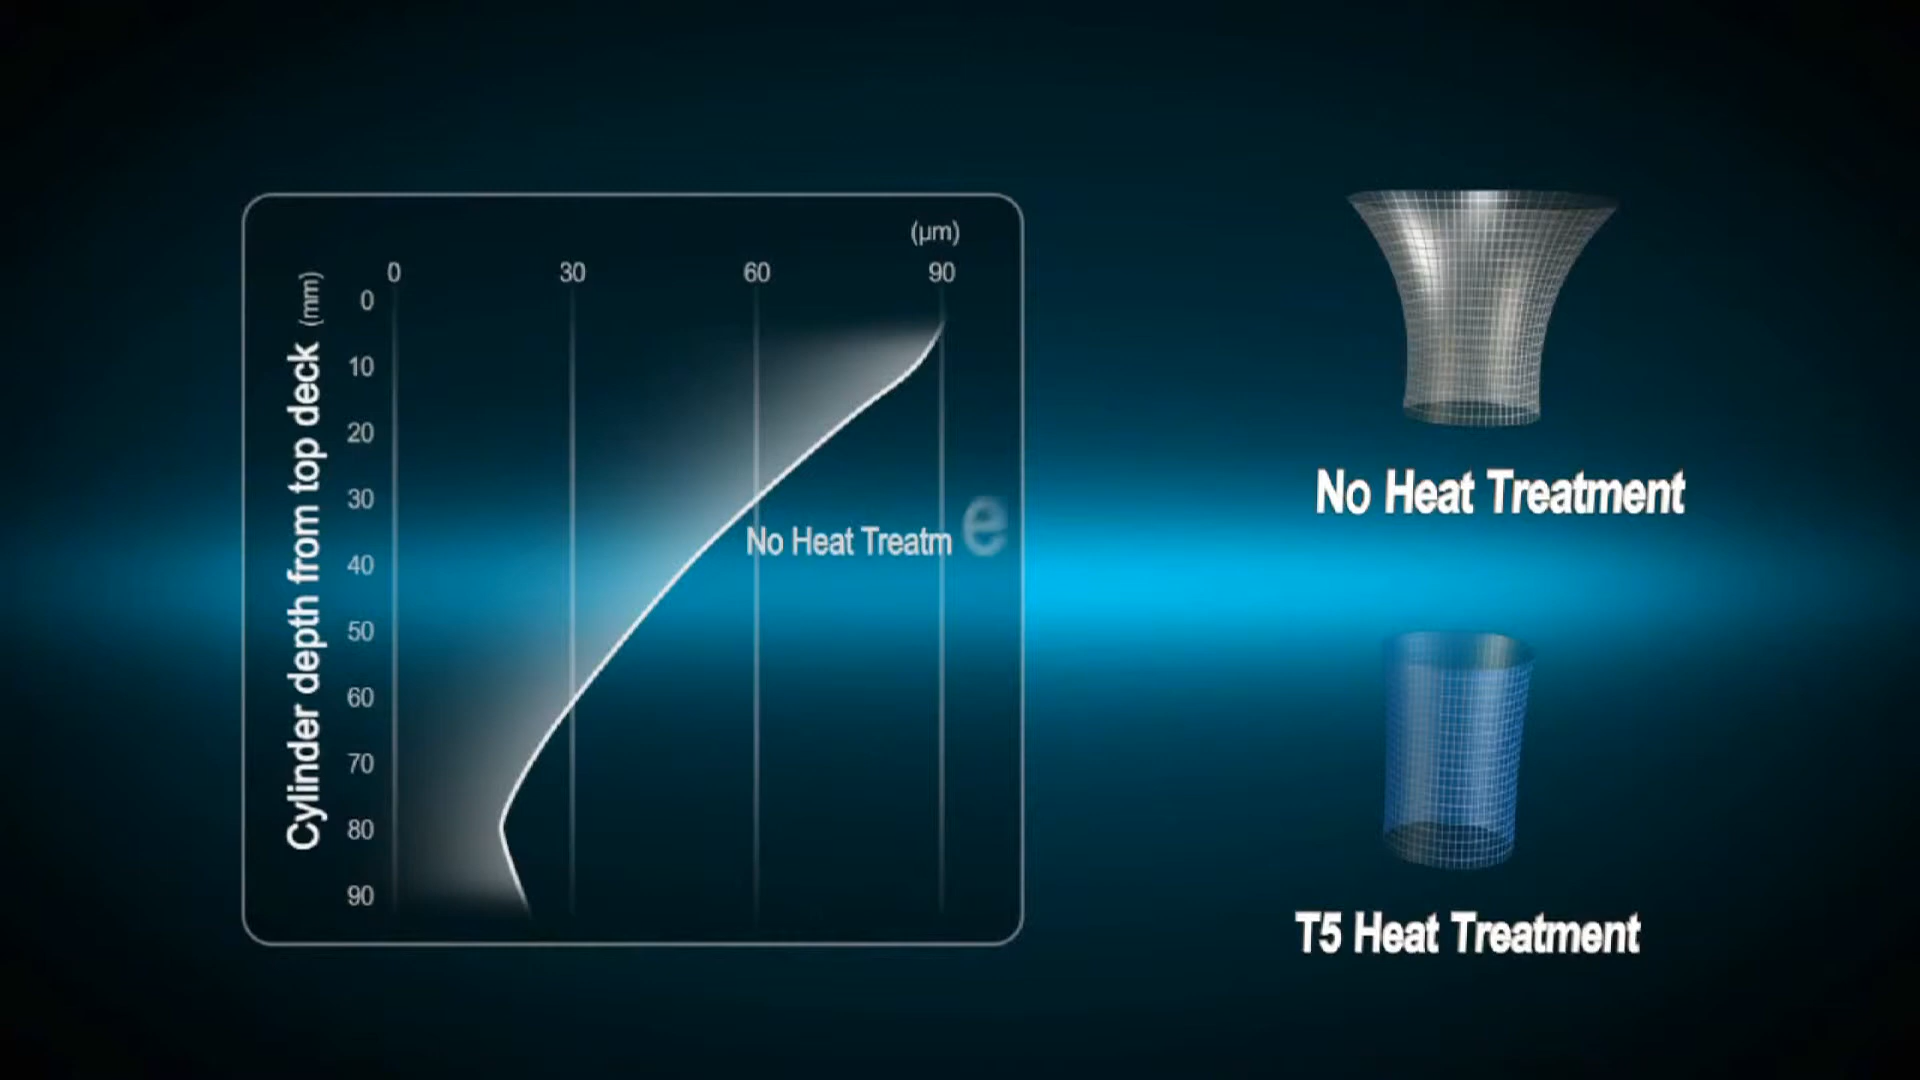 (μm)
0 30 60 90
Cylinder depth from top deck (mm)
0
10
20
30
40
50
60
70
80
90
No Heat Treatm e
No Heat Treatment
T5 Heat Treatment